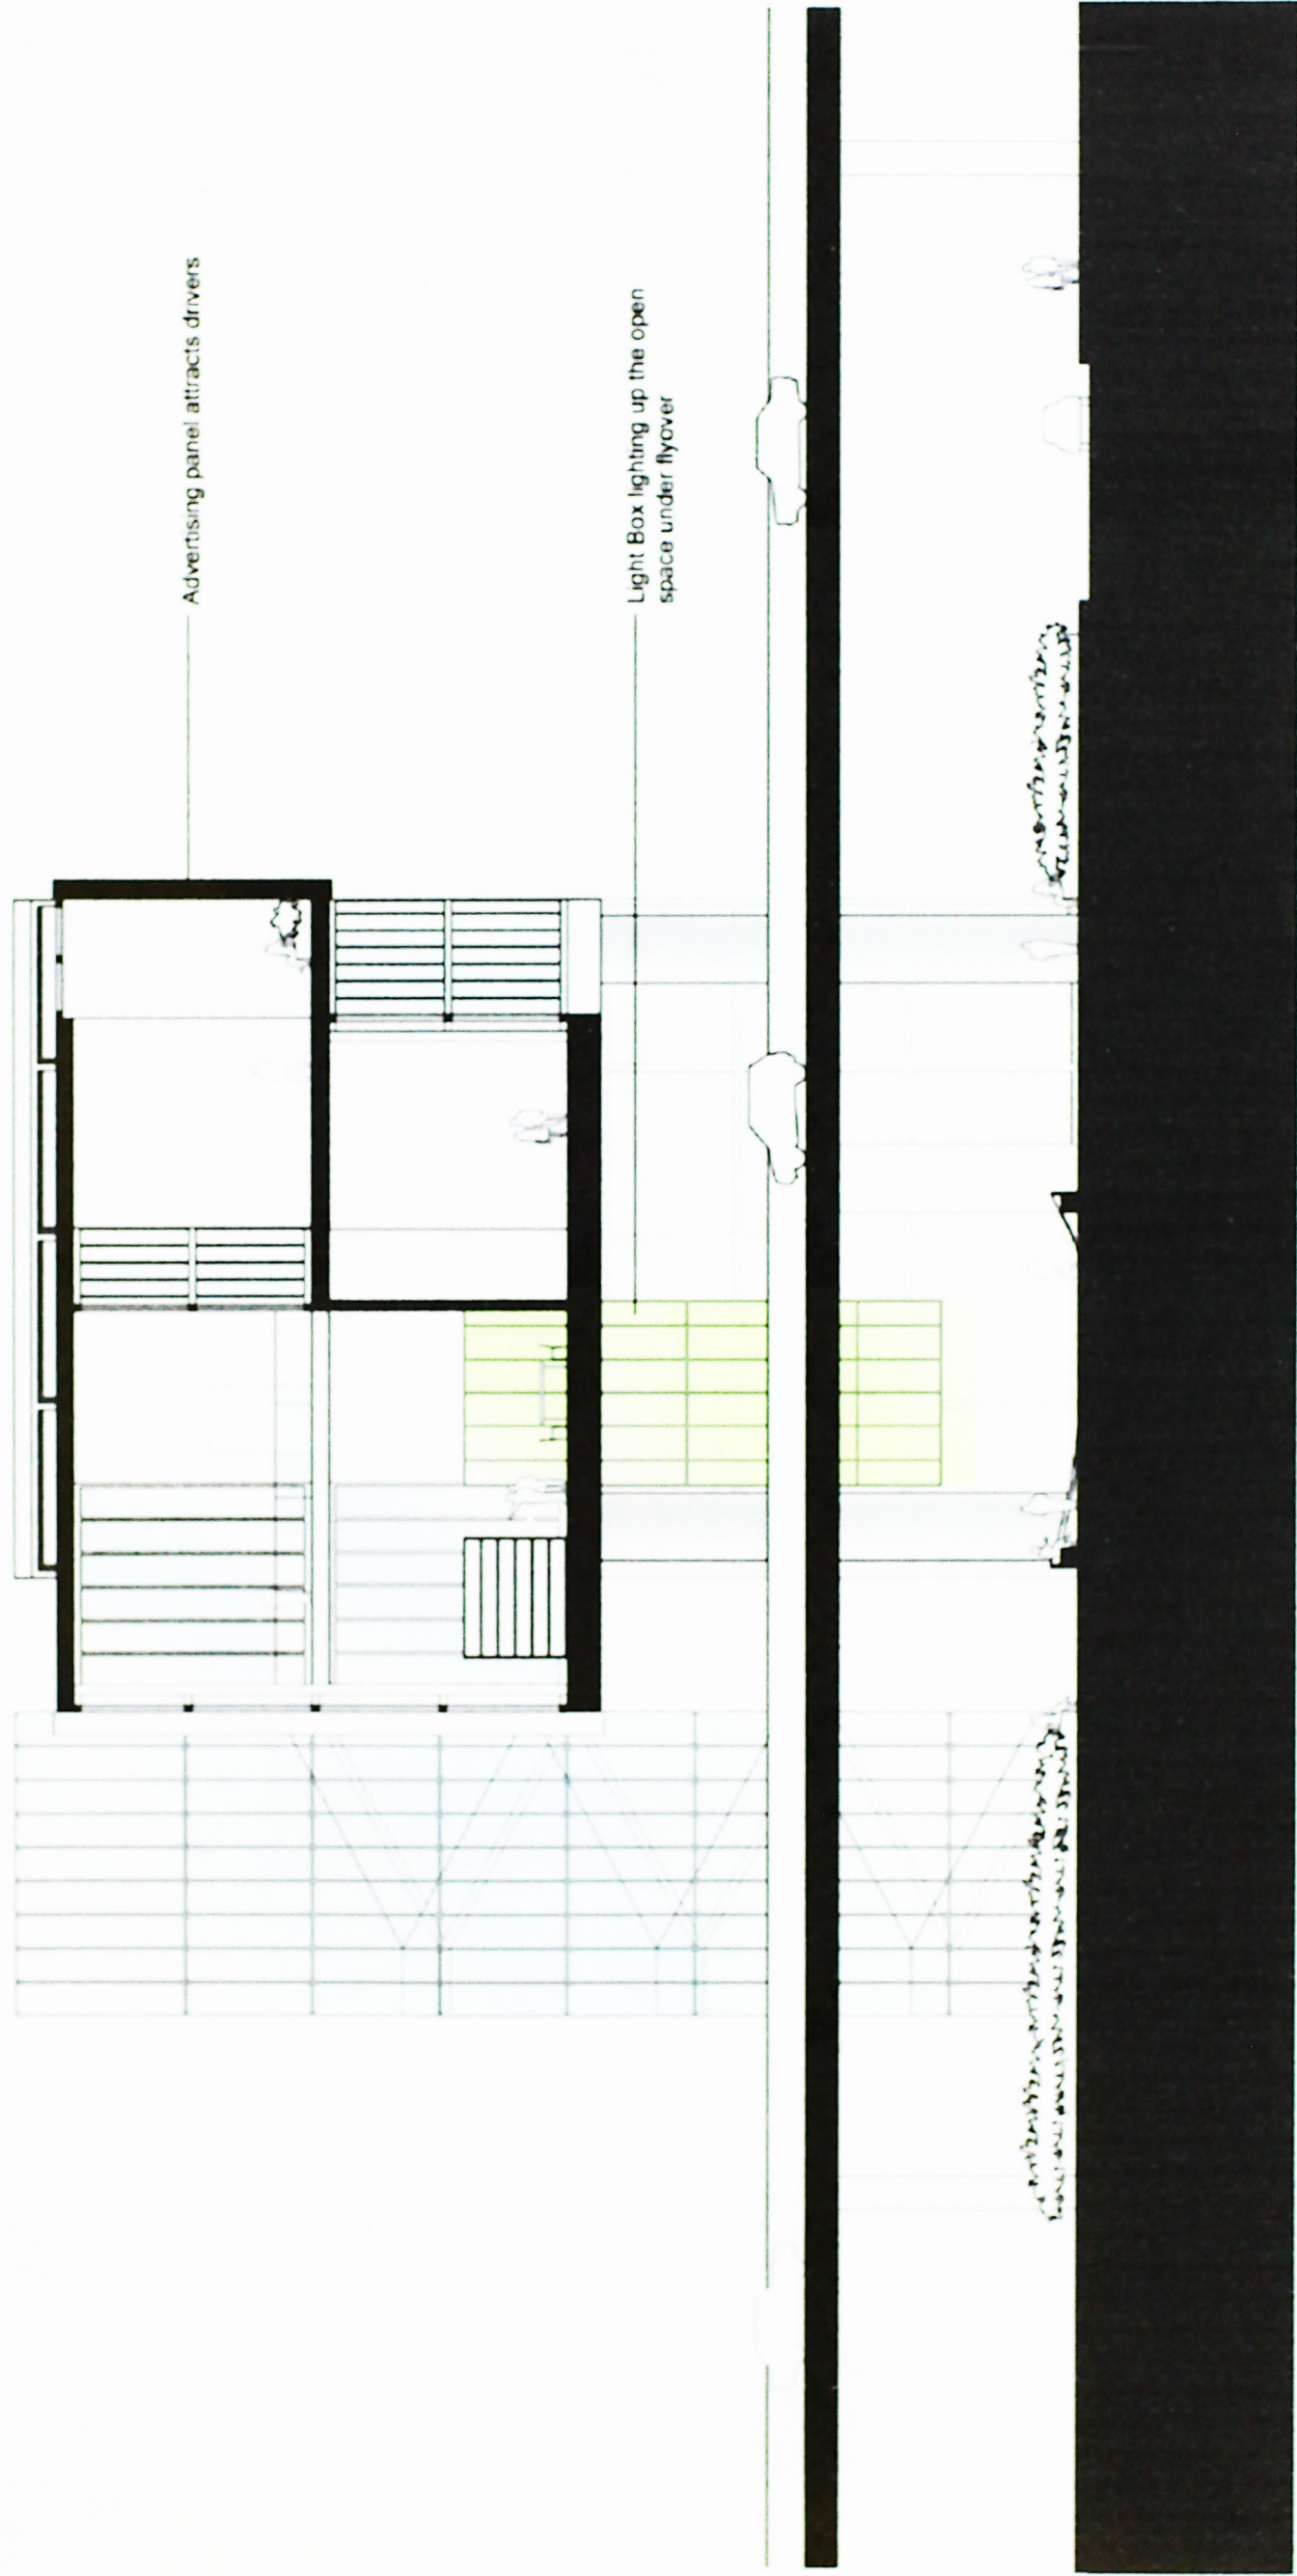 Advertising panel attracts drivers
Light Box lighting up the open
space under flyover